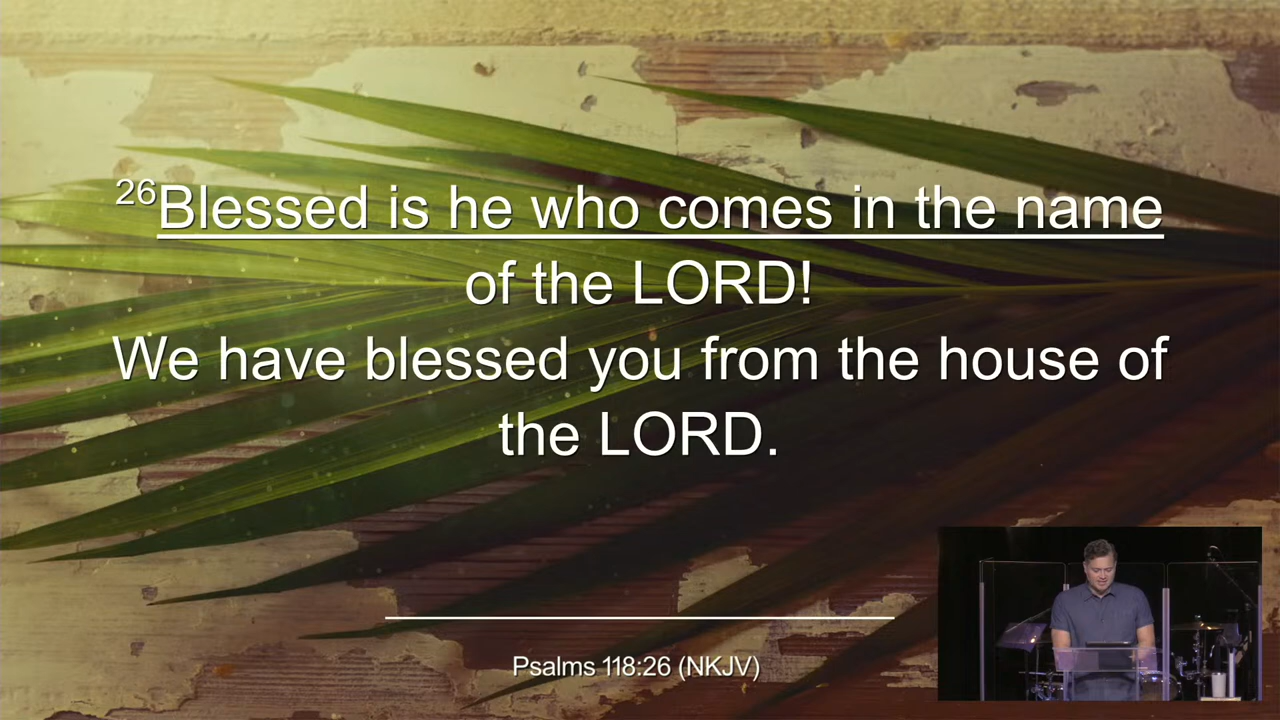 26Blessed is he who comes in the name
of the LORD!
We have blessed you from the house of
the LORD.
Psalms 118:26 (NKJV)